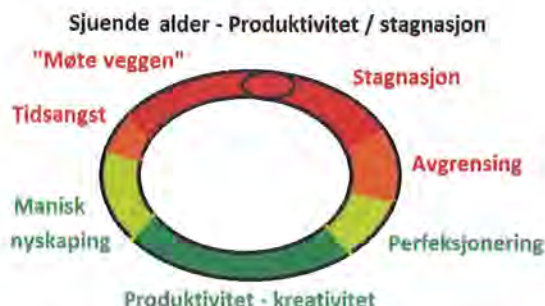 Sjuende alder - Produktivitet / stagnasjon
"Møte veggen"
Stagnasjon
Tidsangst
Avgrensing
Manisk
nyskaping
Perfeksjonering
Produktivitet - kreativitet